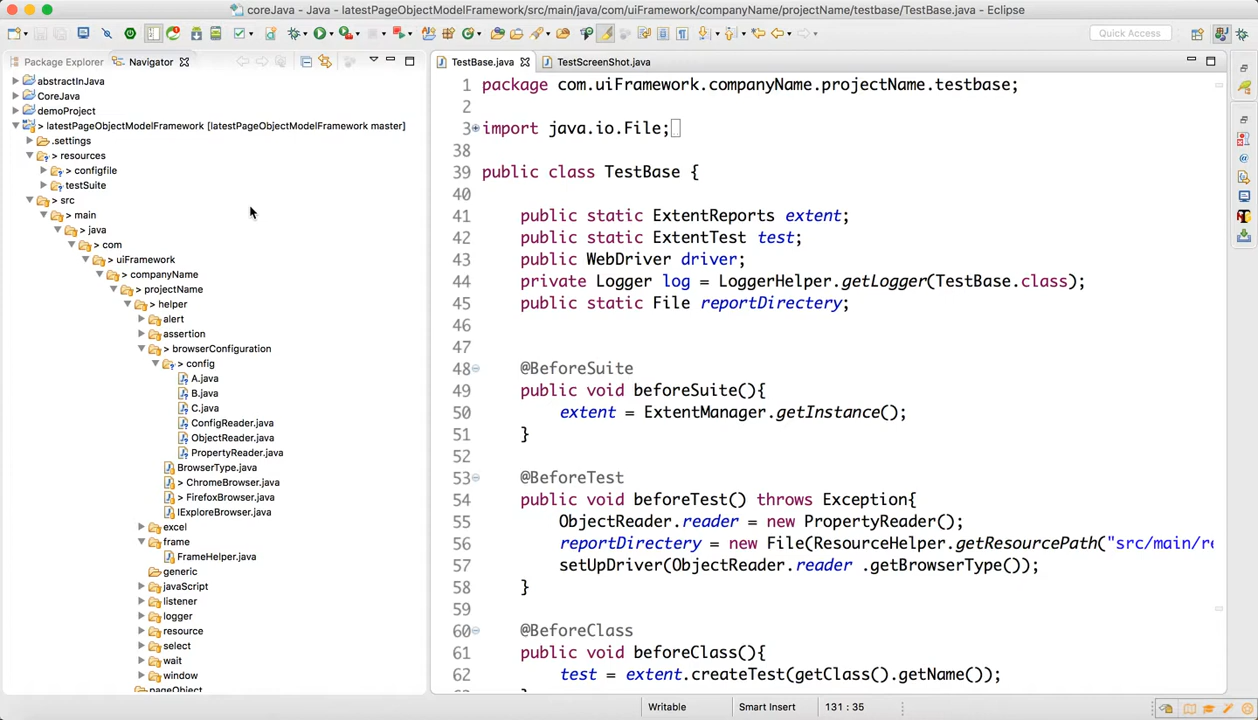 coreJava - Java - latestPageObjectModelFramework/src/main/java/com/uiFramework/companyName/projectName/testbase/TestBase.java - Eclipse
Quick Access
Package Explorer
Navigator
abstractInJava
CoreJava
demoProject
> latestPageObjectModelFramework [latestPageObjectModelFramework master]
.settings
> resources
> configfile
testSuite
> src
> main
> java
> com
> uiFramework
> companyName
> projectName
> helper
alert
assertion
> browserConfiguration
> config
A.java
B.java
C.java
ConfigReader.java
ObjectReader.java
PropertyReader.java
BrowserType.java
> ChromeBrowser.java
> FirefoxBrowser.java
IExploreBrowser.java
excel
frame
FrameHelper.java
generic
javaScript
listener
logger
resource
select
wait
window
pageObject
TestBase.java
TestScreenShot.java
1 package com.uiFramework.companyName.projectName.testbase;
2
3 import java.io.File;
38
39 public class TestBase {
40
41 public static ExtentReports extent;
42 public static ExtentTest test;
43 public WebDriver driver;
44 private Logger log = LoggerHelper.getLogger(TestBase.class);
45 public static File reportDirectery;
46
47
48 @BeforeSuite
49 public void beforeSuite(){
50 extent = ExtentManager.getInstance();
51 }
52
53 @BeforeTest
54 public void beforeTest() throws Exception{
55 ObjectReader.reader = new PropertyReader();
56 reportDirectery = new File(ResourceHelper.getResourcePath("src/main/re
57 setUpDriver(ObjectReader.reader .getBrowserType());
58 }
59
60 @BeforeClass
61 public void beforeClass(){
62 test = extent.createTest(getClass().getName());
Writable
Smart Insert
131 : 35